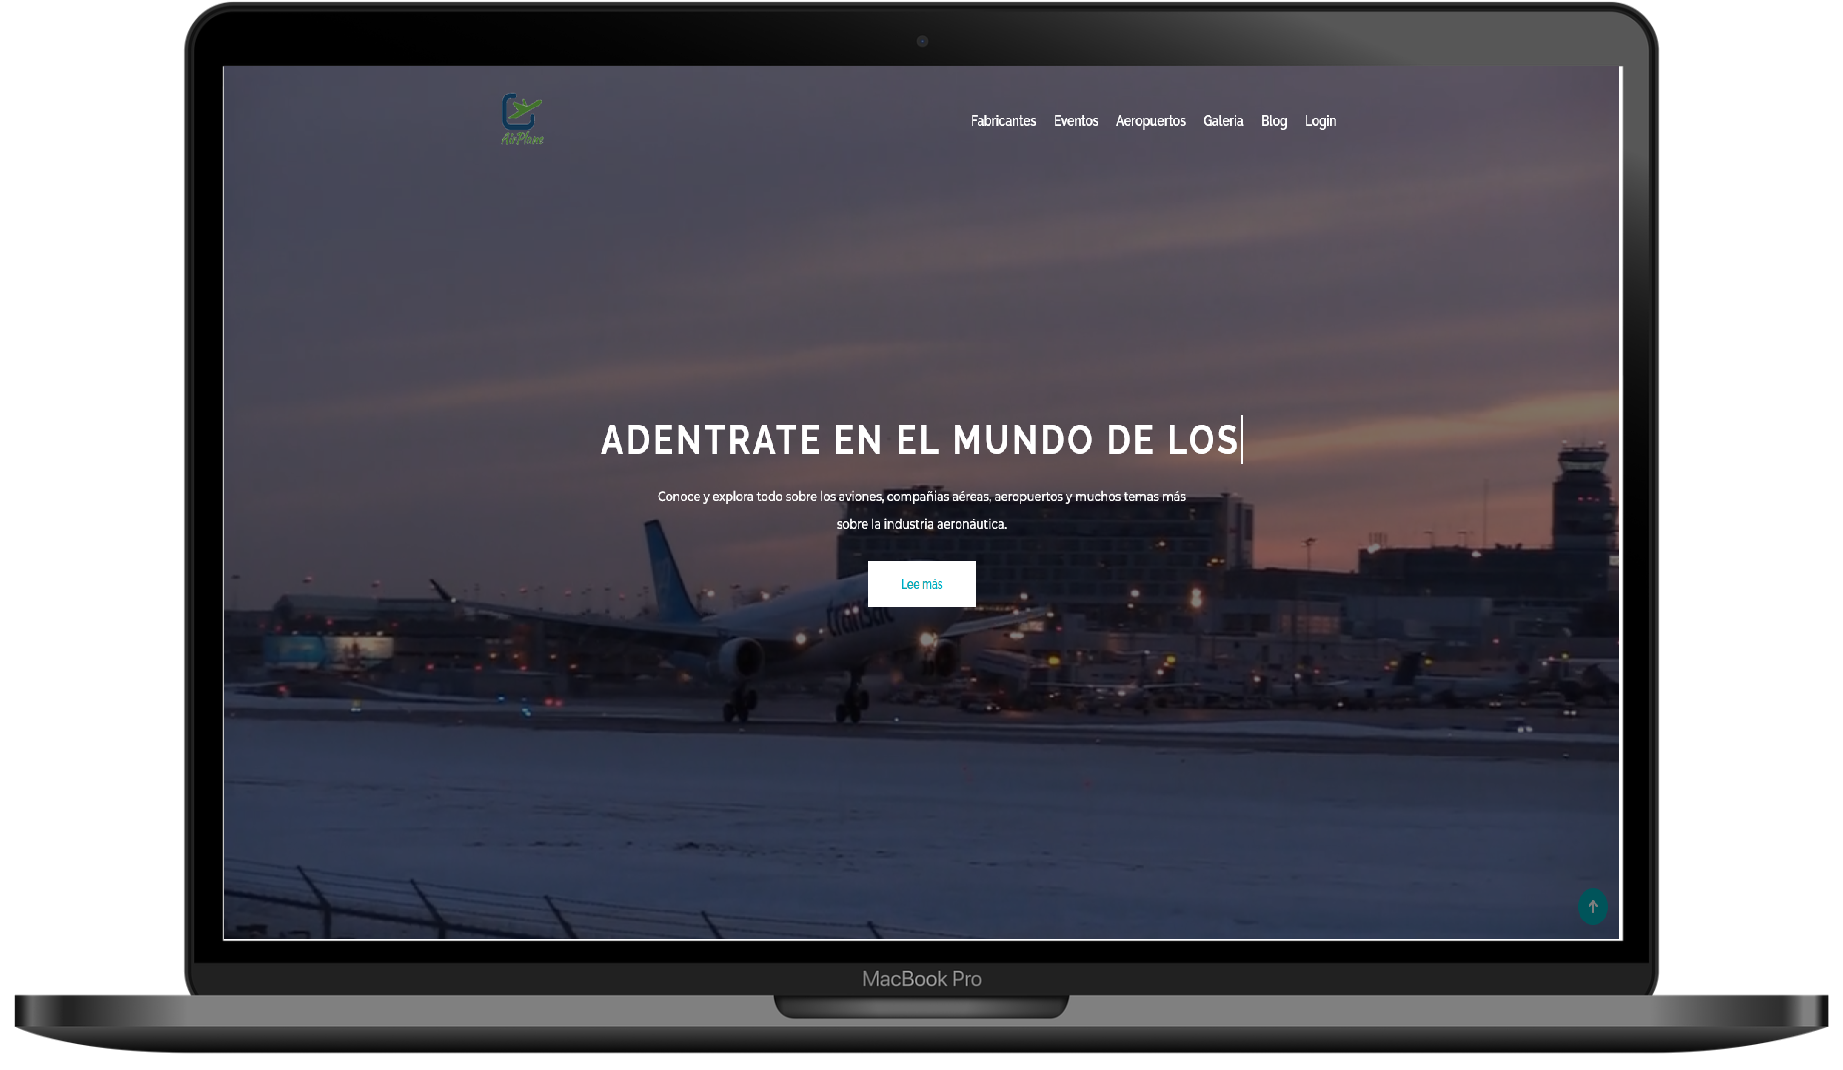 AirPlane
Fabricantes Eventos Aeropuertos Galeria Blog Login
ADENTRATE EN EL MUNDO DE LOS
Conoce y explora todo sobre los aviones, compañias aéreas, aeropuertos y muchos temas más
sobre la industria aeronáutica.
Lee más
transat
MacBook Pro